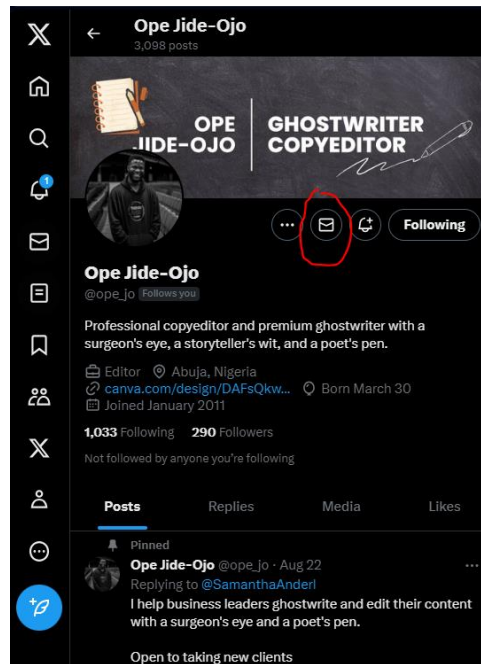 Ope Jide-Ojo
3,098 posts
OPE JIDE-OJO
GHOSTWRITER COPYEDITOR
1
Following
Ope Jide-Ojo
@ope_jo Follows you
Professional copyeditor and premium ghostwriter with a
surgeon's eye, a storyteller's wit, and a poet's pen.
Editor Abuja, Nigeria
canva.com/design/DAFsQkw... Born March 30
Joined January 2011
1,033 Following 290 Followers
Not followed by anyone you're following
Posts Replies Media Likes
Pinned
Ope Jide-Ojo @ope_jo · Aug 22
Replying to @SamanthaAnderl
I help business leaders ghostwrite and edit their content
with a surgeon's eye and a poet's pen.
Open to taking new clients